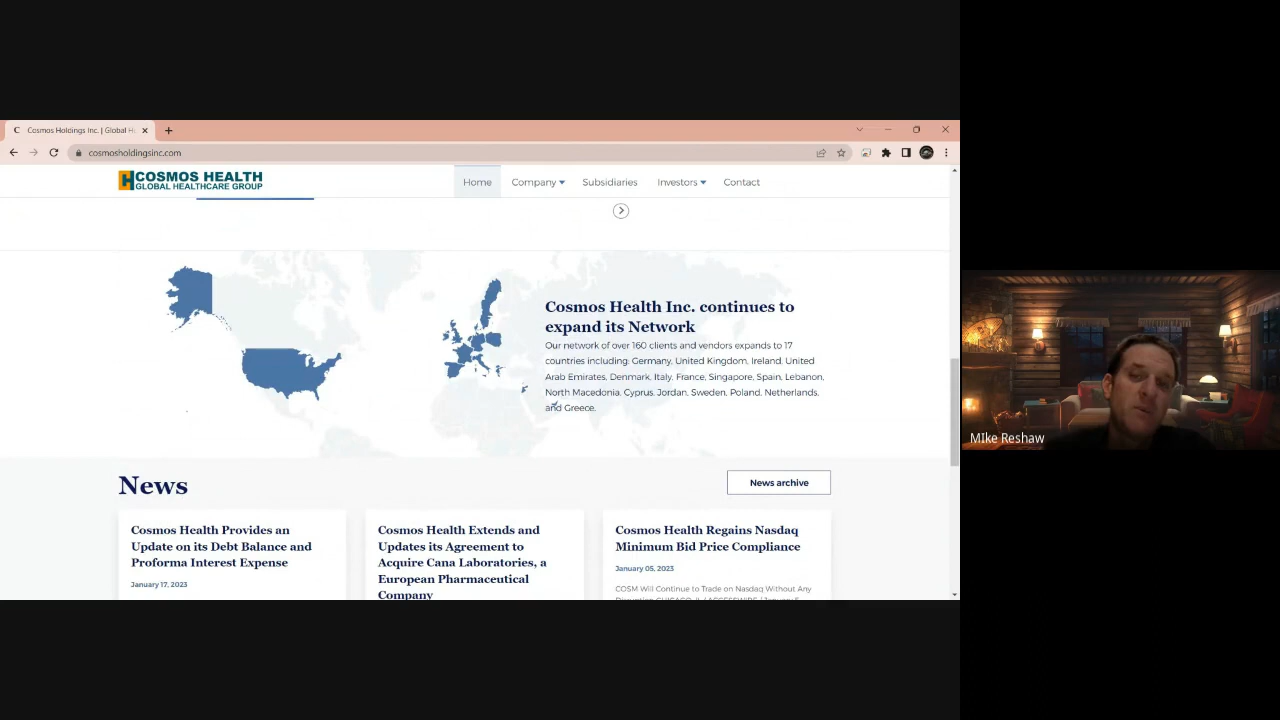 C Cosmos Holdings Inc. | Global H
cosmosholdingsinc.com
COSMOS HEALTH
GLOBAL HEALTHCARE GROUP
Home Company Subsidiaries Investors Contact
Cosmos Health Inc. continues to
expand its Network
Our network of over 160 clients and vendors expands to 17
countries including: Germany, United Kingdom, Ireland, United
Arab Emirates, Denmark, Italy, France, Singapore, Spain, Lebanon,
North Macedonia, Cyprus, Jordan, Sweden, Poland, Netherlands,
and Greece.
MIke Reshaw
News
News archive
Cosmos Health Provides an
Update on its Debt Balance and
Proforma Interest Expense
January 17, 2023
Cosmos Health Extends and
Updates its Agreement to
Acquire Cana Laboratories, a
European Pharmaceutical
Company
Cosmos Health Regains Nasdaq
Minimum Bid Price Compliance
January 05, 2023
COSM Will Continue to Trade on Nasdaq Without Any